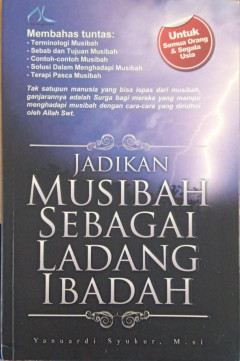 Membahas tuntas:
- Terminologi Musibah
- Sebab dan Tujuan Musibah
- Contoh-contoh Musibah
- Solusi Dalam Menghadapi Musibah
- Terapi Pasca Musibah
Untuk
Semua Orang
& Segala
Usia
Tak satupun manusia yang bisa lepas dari musibah,
ganjarannya adalah Surga bagi mereka yang mampu
menghadapi musibah dengan cara-cara yang diridhoi
oleh Allah Swt.
JADIKAN
MUSIBAH
SEBAGAI
LADANG
IBADAH
Yanuardi Syukur, M.si